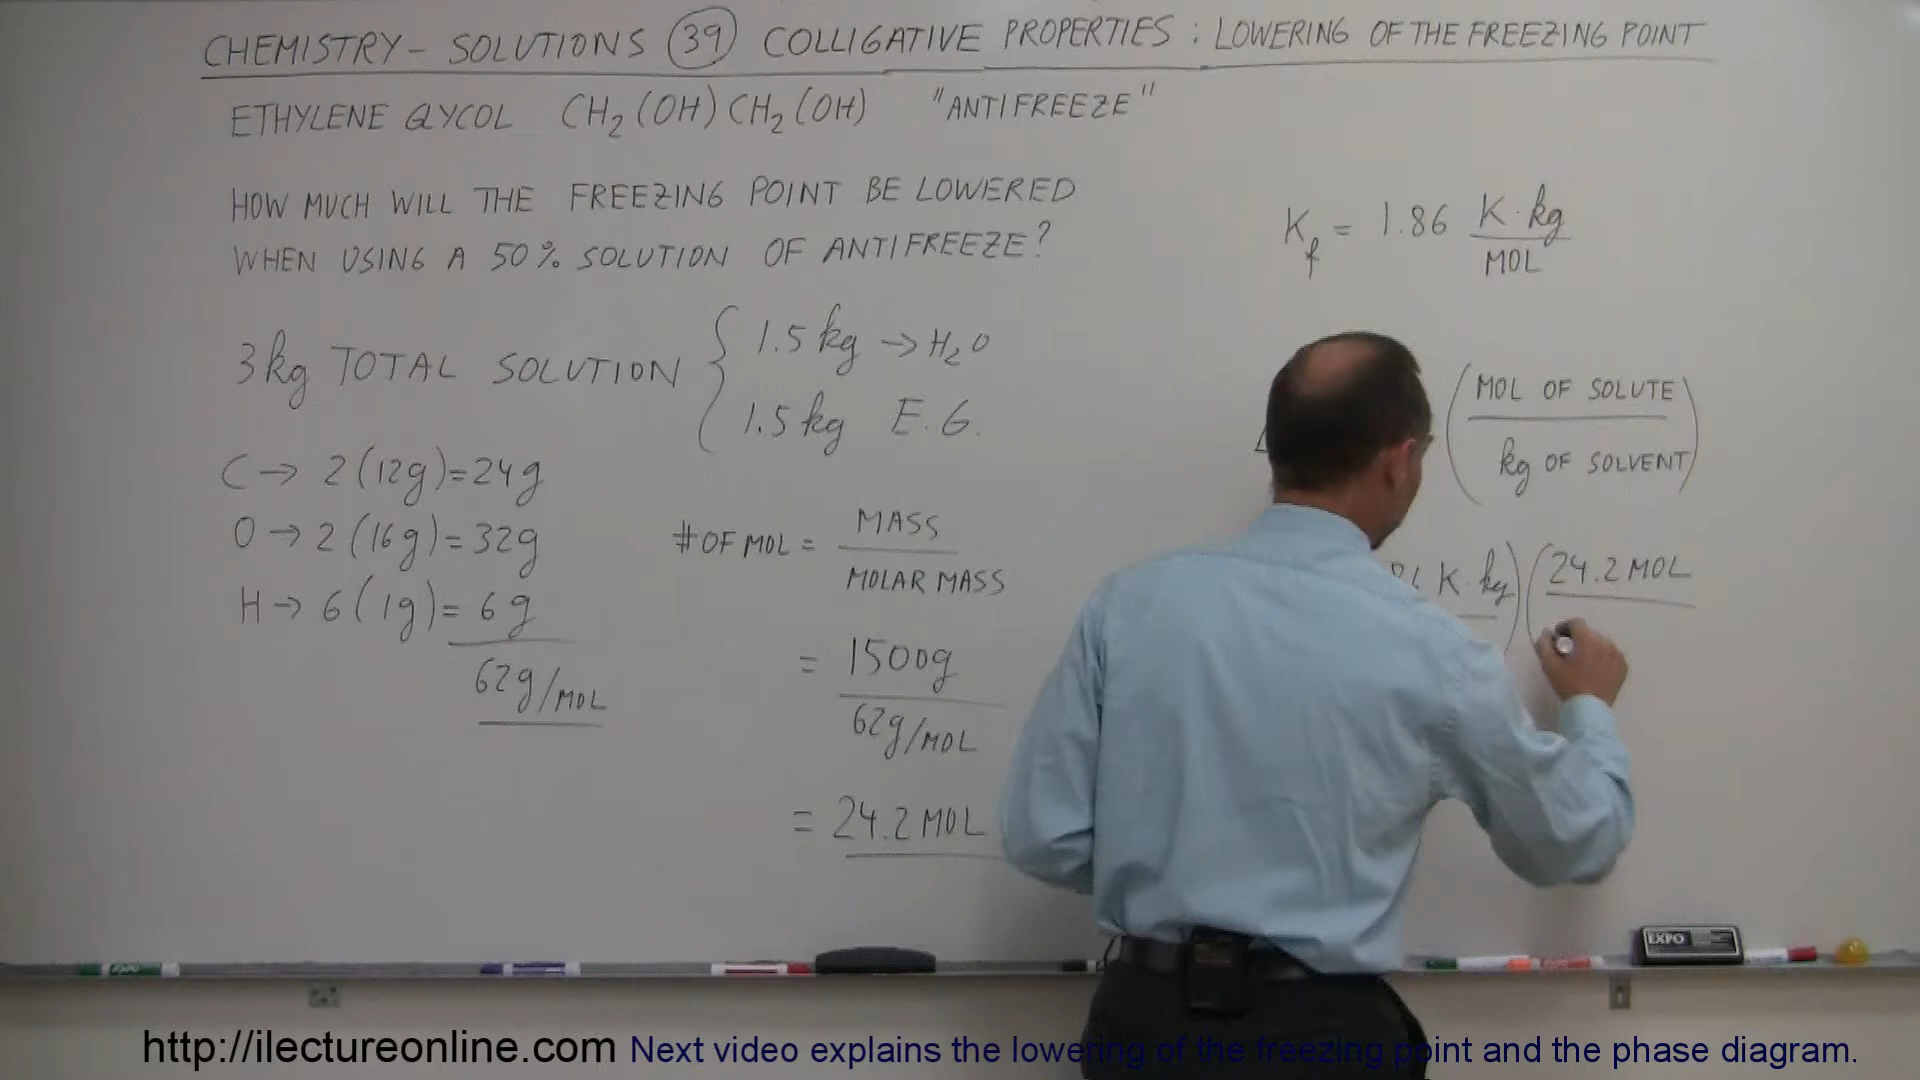 CHEMISTRY - SOLUTIONS 39 COLLIGATIVE PROPERTIES : LOWERING OF THE FREEZING POINT
ETHYLENE GLYCOL CH2(OH)CH2(OH) "ANTIFREEZE"
HOW MUCH WILL THE FREEZING POINT BE LOWERED
WHEN USING A 50% SOLUTION OF ANTIFREEZE?
3kg TOTAL SOLUTION { 1.5kg → H2O
1.5kg E.G.
C → 2(12g)=24g
O → 2(16g)=32g
H → 6(1g)=6g
62g/MOL
#OF MOL = MASS
MOLAR MASS
= 1500g
62g/MOL
= 24.2 MOL
Kf = 1.86 K·kg
MOL
(MOL OF SOLUTE
kg OF SOLVENT)
K·kg) (24.2 MOL
EXPO
http://ilectureonline.com Next video explains the lowering of the freezing point and the phase diagram.